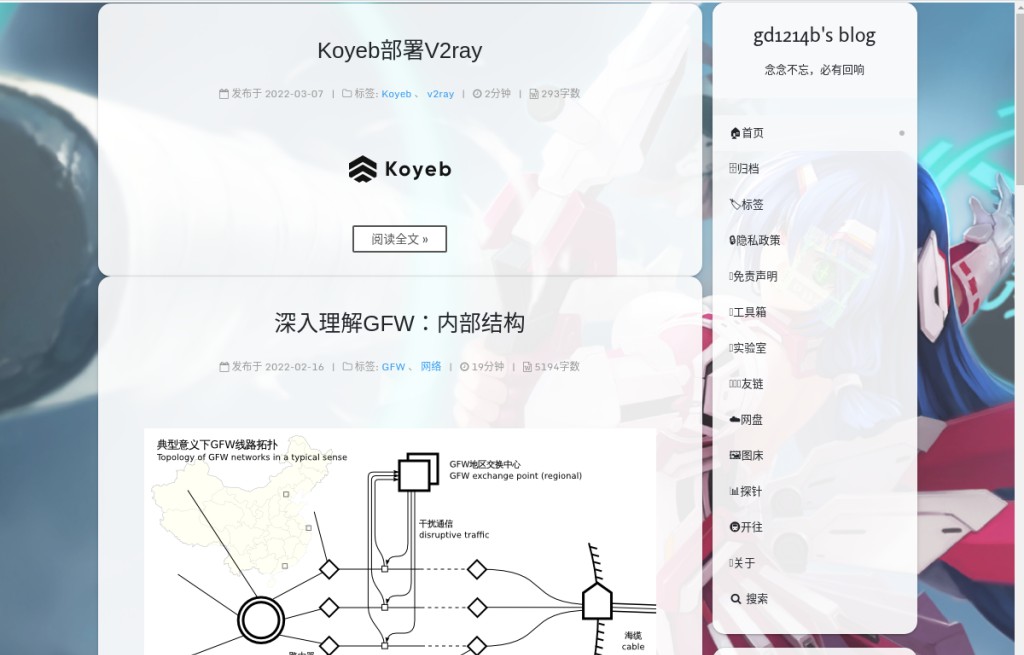 Koyeb部署V2ray
发布于 2022-03-07 | 标签: Koyeb 、 v2ray | 2分钟 | 293字数
Koyeb
阅读全文 »
深入理解GFW：内部结构
发布于 2022-02-16 | 标签: GFW 、 网络 | 19分钟 | 5194字数
典型意义下GFW线路拓扑
Topology of GFW networks in a typical sense
GFW地区交换中心
GFW exchange point (regional)
干扰通信
disruptive traffic
海缆
cable
gd1214b's blog
念念不忘，必有回响
首页
归档
标签
隐私政策
免责声明
工具箱
实验室
友链
网盘
图床
探针
开往
关于
搜索